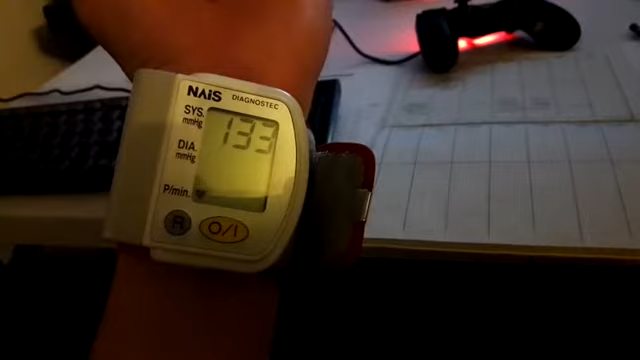 NAiS DIAGNOSTEC
SYS.
mmHg
133
DIA.
mmHg
P/min.
R O/I